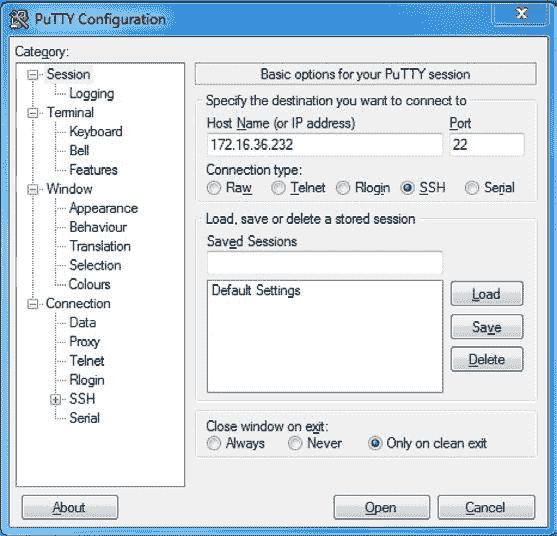 PuTTY Configuration
Category:
Session
Logging
Terminal
Keyboard
Bell
Features
Window
Appearance
Behaviour
Translation
Selection
Colours
Connection
Data
Proxy
Telnet
Rlogin
SSH
Serial
Basic options for your PuTTY session
Specify the destination you want to connect to
Host Name (or IP address) Port
172.16.36.232 22
Connection type:
Raw Telnet Rlogin SSH Serial
Load, save or delete a stored session
Saved Sessions
Default Settings
Load
Save
Delete
Close window on exit:
Always Never Only on clean exit
About Open Cancel